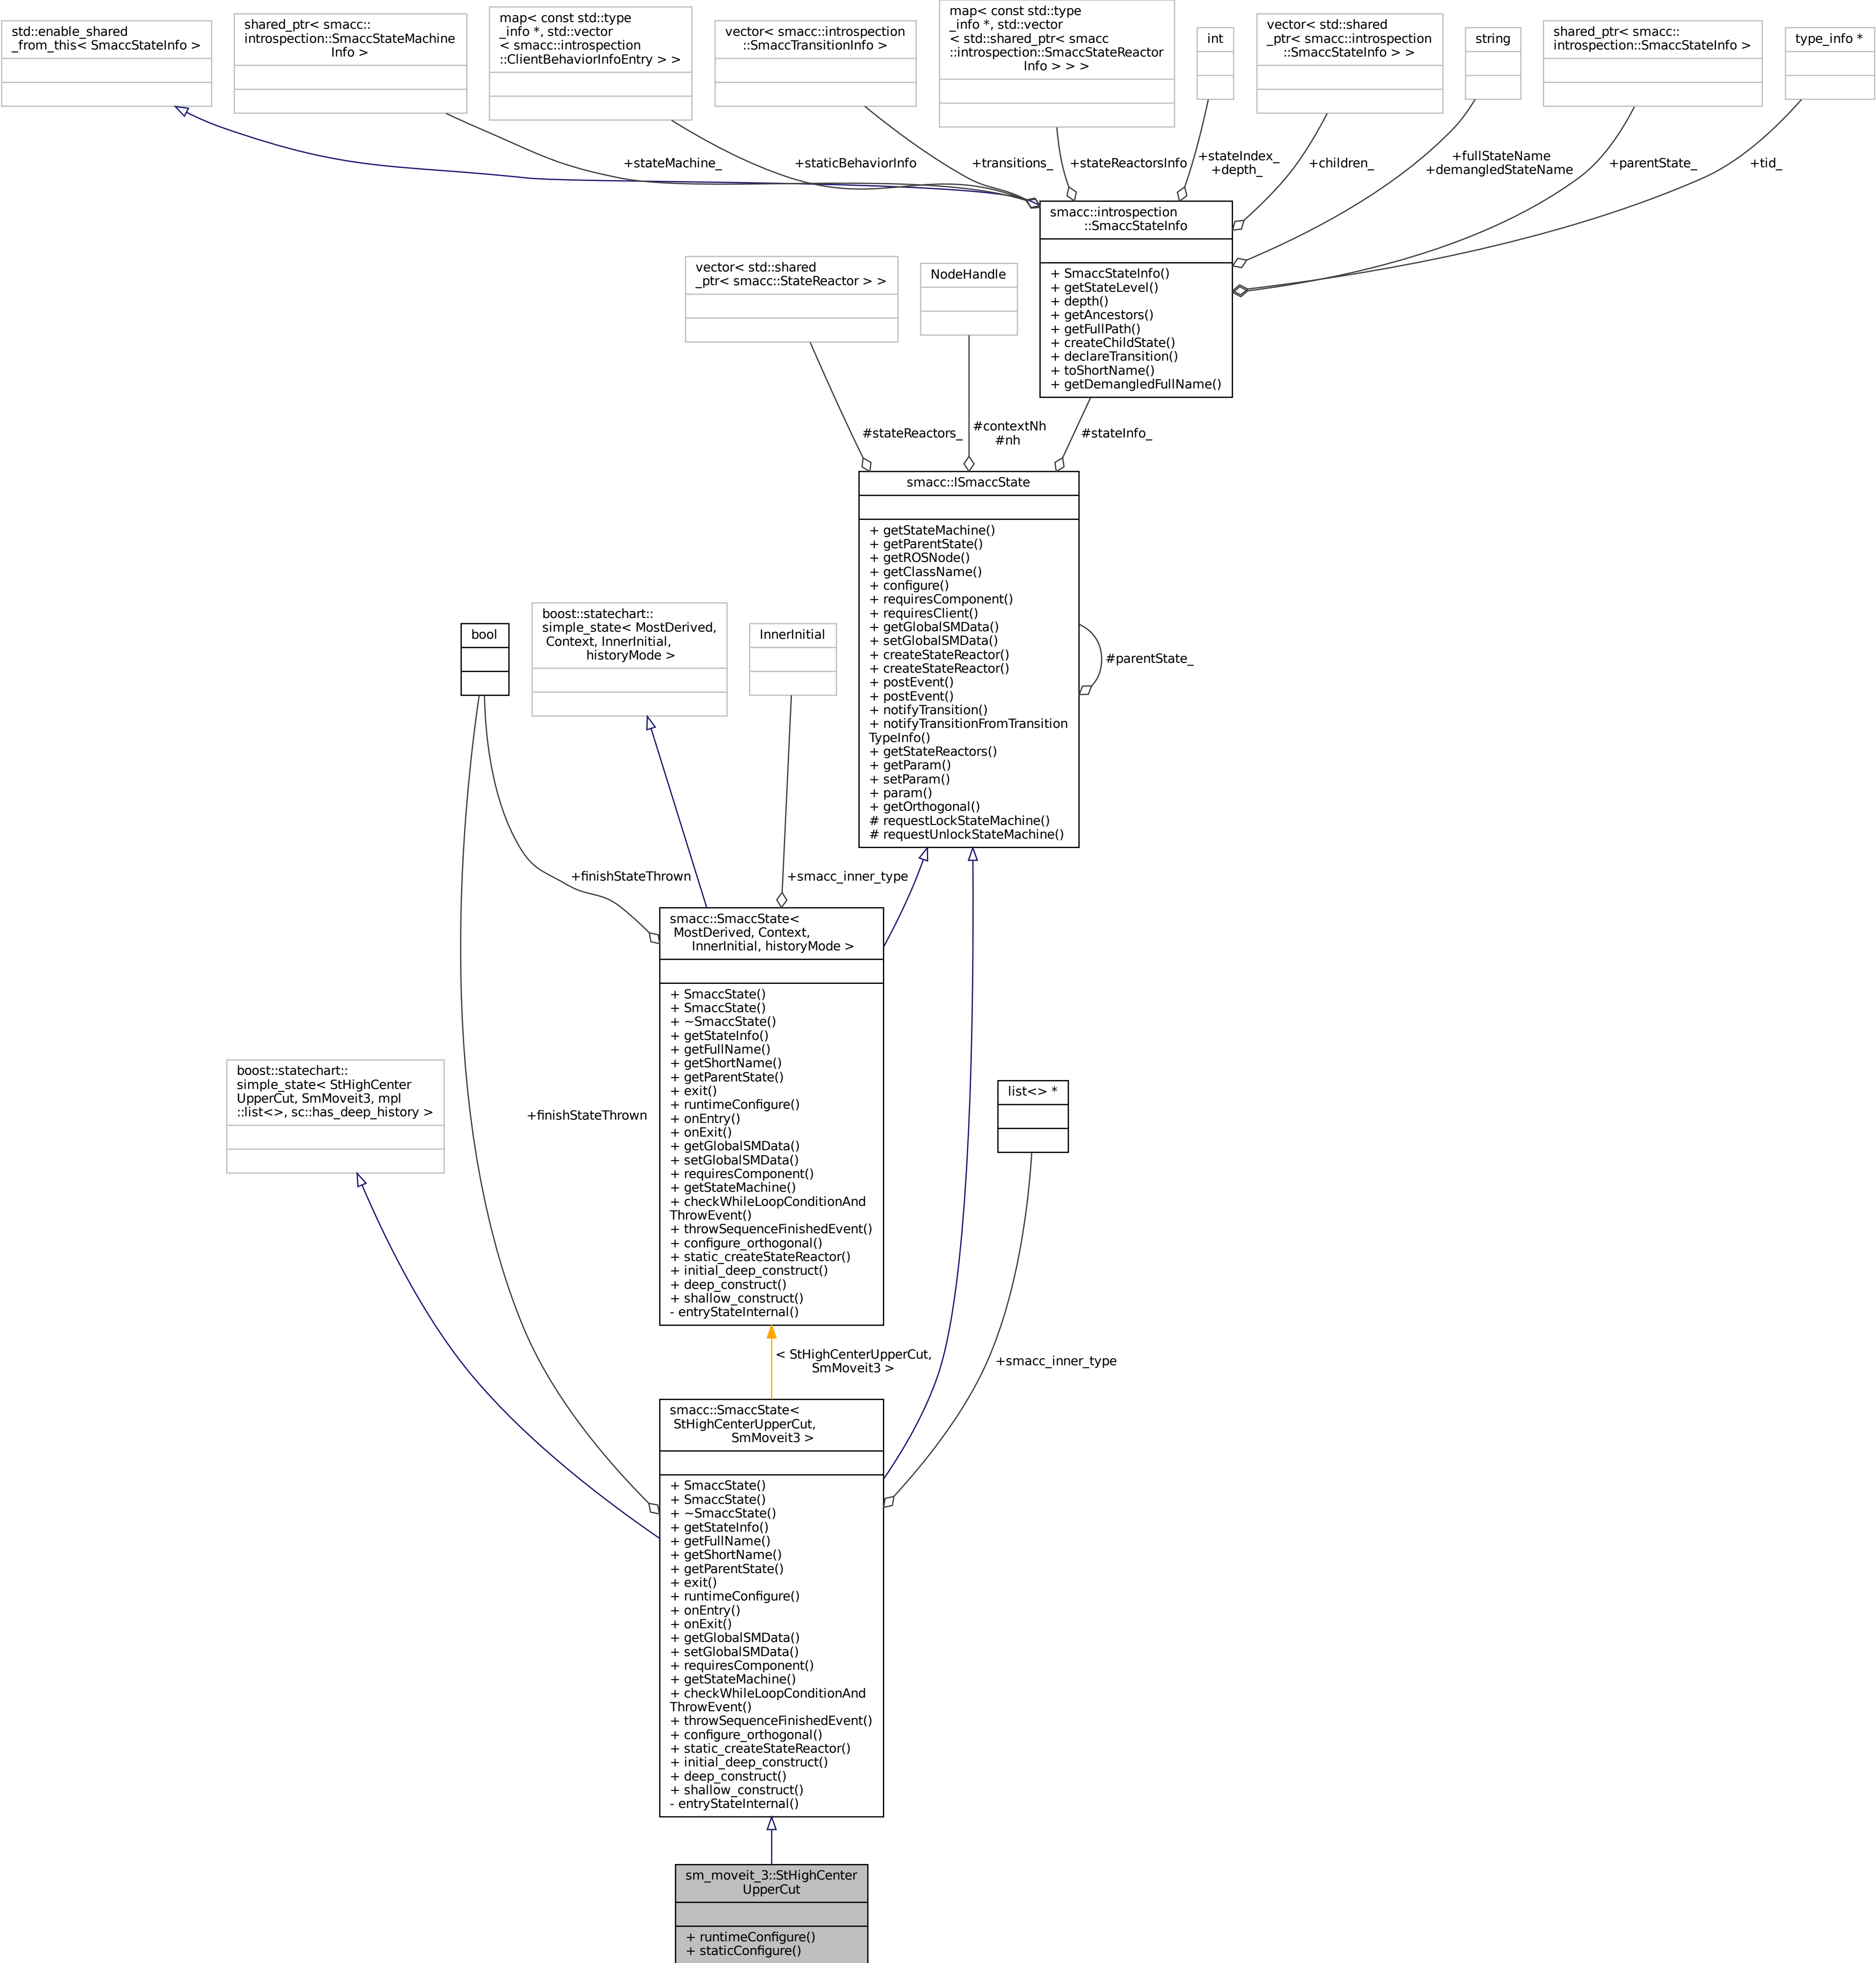 std::enable_shared
_from_this< SmaccStateInfo >
shared_ptr< smacc::
introspection::SmaccStateMachine
Info >
map< const std::type
_info *, std::vector
< smacc::introspection
::ClientBehaviorInfoEntry > >
vector< smacc::introspection
::SmaccTransitionInfo >
map< const std::type
_info *, std::vector
< std::shared_ptr< smacc
::introspection::SmaccStateReactor
Info > > >
int
vector< std::shared
_ptr< smacc::introspection
::SmaccStateInfo > >
string
shared_ptr< smacc::
introspection::SmaccStateInfo >
type_info *
+stateMachine_
+staticBehaviorInfo
+transitions_
+stateReactorsInfo
+stateIndex_
+depth_
+children_
+fullStateName
+demangledStateName
+parentState_
+tid_
smacc::introspection
::SmaccStateInfo
+ SmaccStateInfo()
+ getStateLevel()
+ depth()
+ getAncestors()
+ getFullPath()
+ createChildState()
+ declareTransition()
+ toShortName()
+ getDemangledFullName()
vector< std::shared
_ptr< smacc::StateReactor > >
NodeHandle
#stateReactors_
#contextNh
#nh
#stateInfo_
smacc::ISmaccState
+ getStateMachine()
+ getParentState()
+ getROSNode()
+ getClassName()
+ configure()
+ requiresComponent()
+ requiresClient()
+ getGlobalSMData()
+ setGlobalSMData()
+ createStateReactor()
+ createStateReactor()
+ postEvent()
+ postEvent()
+ notifyTransition()
+ notifyTransitionFromTransition
TypeInfo()
+ getStateReactors()
+ getParam()
+ setParam()
+ param()
+ getOrthogonal()
# requestLockStateMachine()
# requestUnlockStateMachine()
#parentState_
bool
boost::statechart::
simple_state< MostDerived,
Context, InnerInitial,
historyMode >
InnerInitial
+finishStateThrown
+smacc_inner_type
smacc::SmaccState<
MostDerived, Context,
InnerInitial, historyMode >
+ SmaccState()
+ SmaccState()
+ ~SmaccState()
+ getStateInfo()
+ getFullName()
+ getShortName()
+ getParentState()
+ exit()
+ runtimeConfigure()
+ onEntry()
+ onExit()
+ getGlobalSMData()
+ setGlobalSMData()
+ requiresComponent()
+ getStateMachine()
+ checkWhileLoopConditionAnd
ThrowEvent()
+ throwSequenceFinishedEvent()
+ configure_orthogonal()
+ static_createStateReactor()
+ initial_deep_construct()
+ deep_construct()
+ shallow_construct()
- entryStateInternal()
boost::statechart::
simple_state< StHighCenter
UpperCut, SmMoveit3, mpl
::list<>, sc::has_deep_history >
+finishStateThrown
list<> *
< StHighCenterUpperCut,
SmMoveit3 >
+smacc_inner_type
smacc::SmaccState<
StHighCenterUpperCut,
SmMoveit3 >
+ SmaccState()
+ SmaccState()
+ ~SmaccState()
+ getStateInfo()
+ getFullName()
+ getShortName()
+ getParentState()
+ exit()
+ runtimeConfigure()
+ onEntry()
+ onExit()
+ getGlobalSMData()
+ setGlobalSMData()
+ requiresComponent()
+ getStateMachine()
+ checkWhileLoopConditionAnd
ThrowEvent()
+ throwSequenceFinishedEvent()
+ configure_orthogonal()
+ static_createStateReactor()
+ initial_deep_construct()
+ deep_construct()
+ shallow_construct()
- entryStateInternal()
sm_moveit_3::StHighCenter
UpperCut
+ runtimeConfigure()
+ staticConfigure()